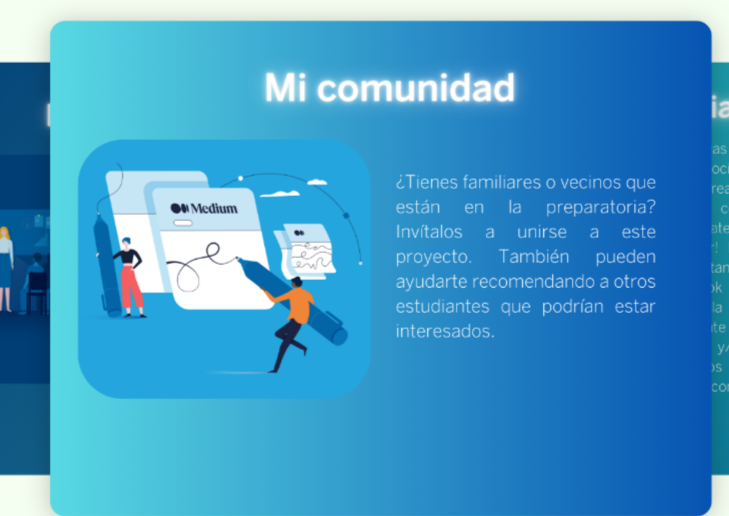 Mi comunidad
Medium
¿Tienes familiares o vecinos que
están en la preparatoria?
Invítalos a unirse a este
proyecto. También pueden
ayudarte recomendando a otros
estudiantes que podrían estar
interesados.